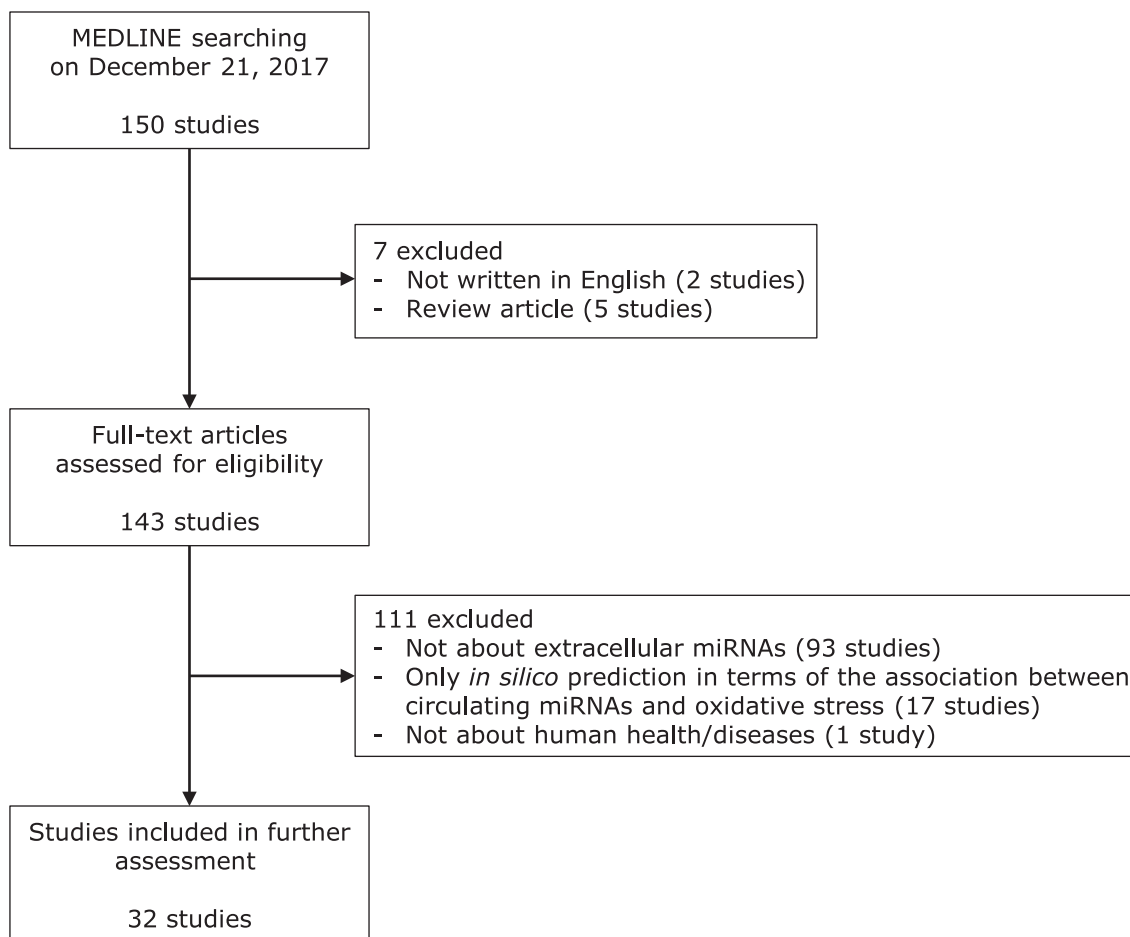 MEDLINE searching
on December 21, 2017
150 studies
7 excluded
- Not written in English (2 studies)
- Review article (5 studies)
Full-text articles
assessed for eligibility
143 studies
111 excluded
- Not about extracellular miRNAs (93 studies)
- Only in silico prediction in terms of the association between
circulating miRNAs and oxidative stress (17 studies)
- Not about human health/diseases (1 study)
Studies included in further
assessment
32 studies